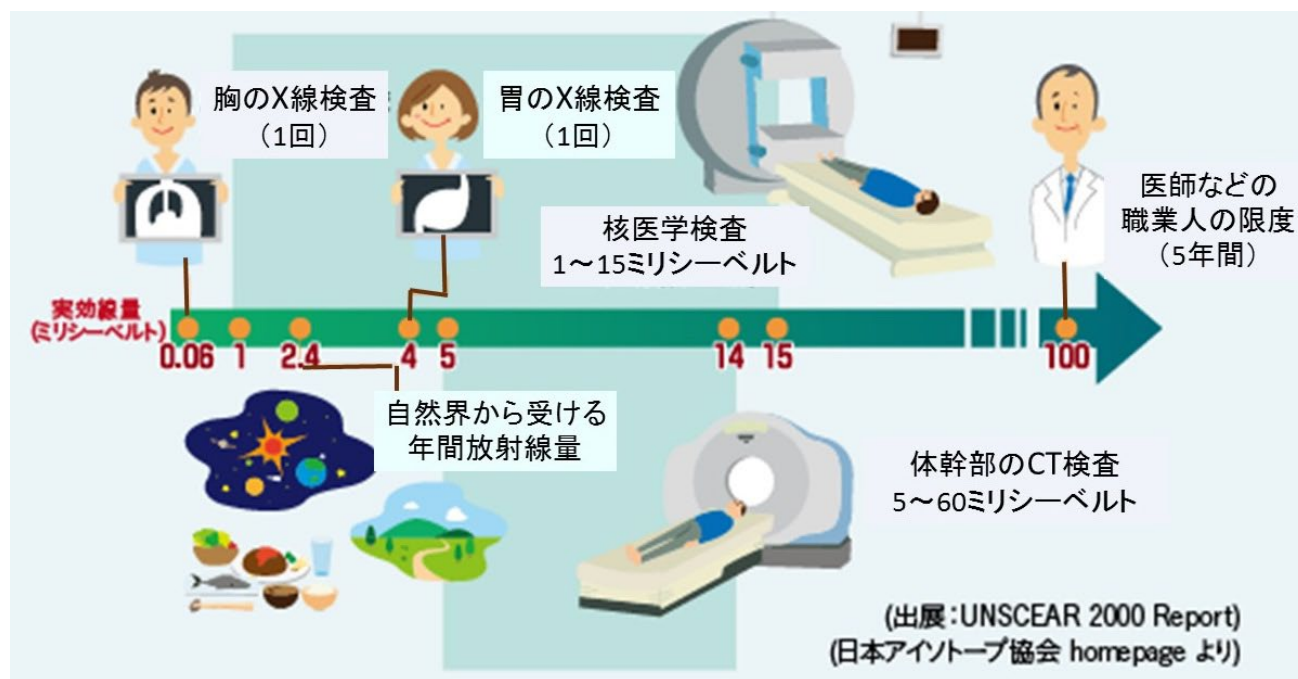 胸のX線検査
（1回）
胃のX線検査
（1回）
核医学検査
1～15ミリシーベルト
医師などの
職業人の限度
（5年間）
実効線量
(ミリシーベルト)
0.06 1 2.4 4 5 14 15 100
自然界から受ける
年間放射線量
体幹部のCT検査
5～60ミリシーベルト
(出展：UNSCEAR 2000 Report)
(日本アイソトープ協会 homepage より)